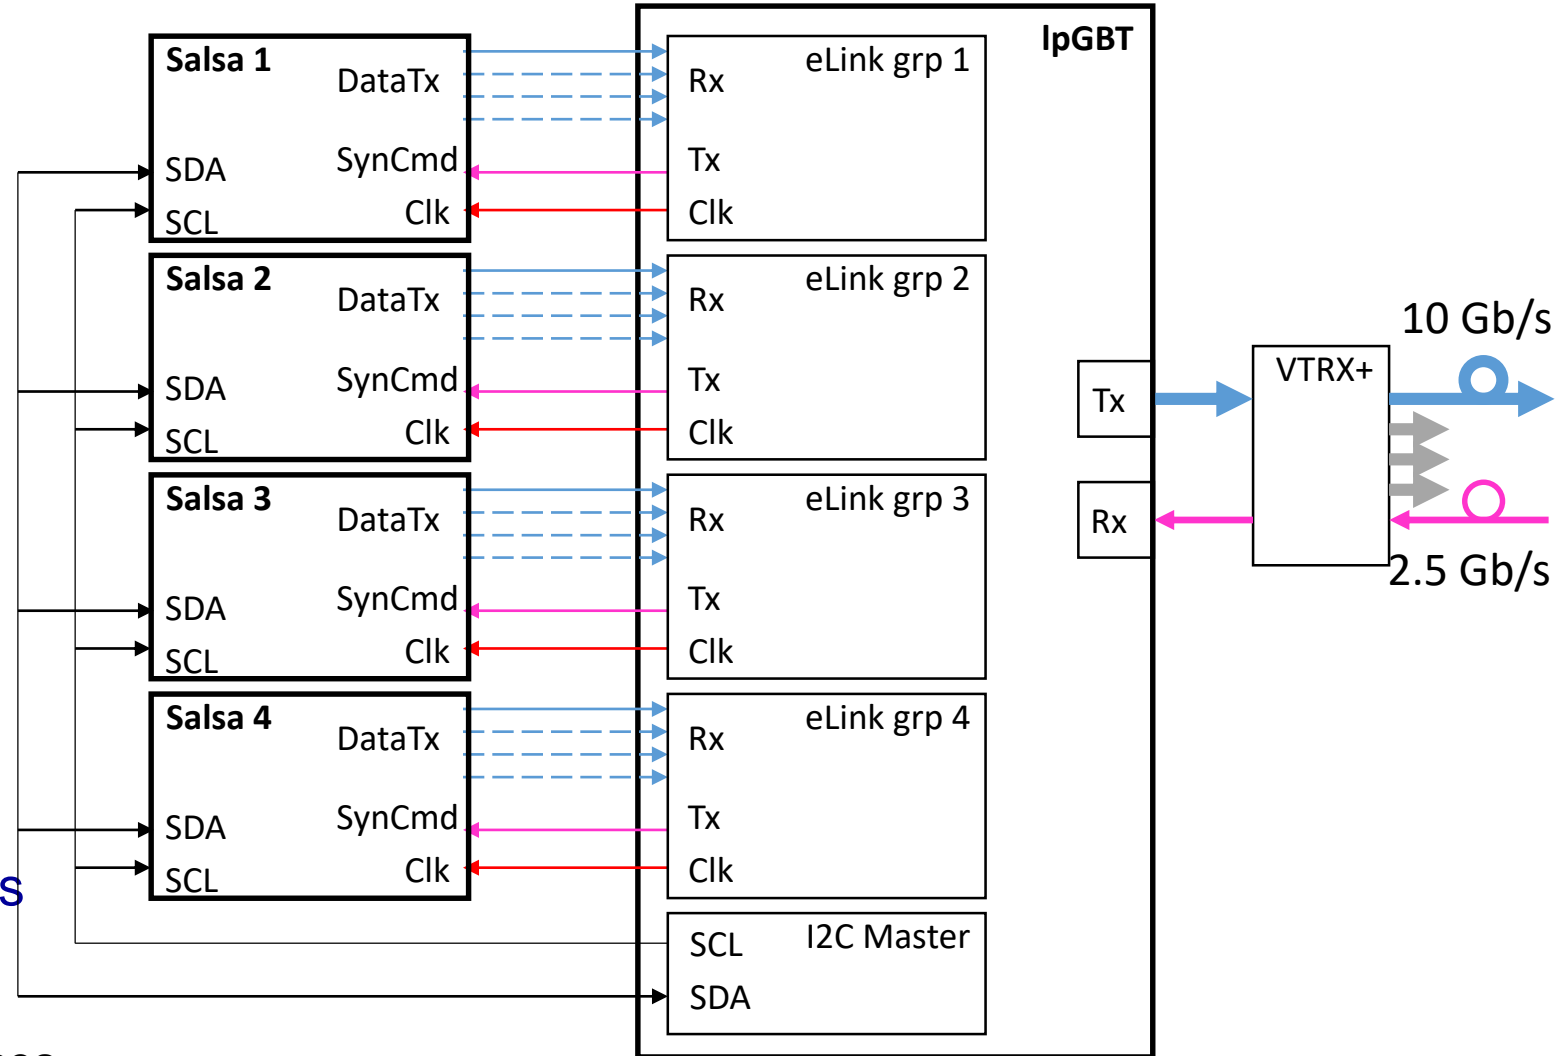 lpGBT
Salsa 1
DataTx
SDA
SynCmd
SCL
Clk
eLink grp 1
Rx
Tx
Clk
Salsa 2
DataTx
SDA
SynCmd
SCL
Clk
eLink grp 2
Rx
Tx
Clk
Salsa 3
DataTx
SDA
SynCmd
SCL
Clk
eLink grp 3
Rx
Tx
Clk
Salsa 4
DataTx
SDA
SynCmd
SCL
Clk
eLink grp 4
Rx
Tx
Clk
I2C Master
SCL
SDA
Tx
Rx
VTRX+
10 Gb/s
2.5 Gb/s
s